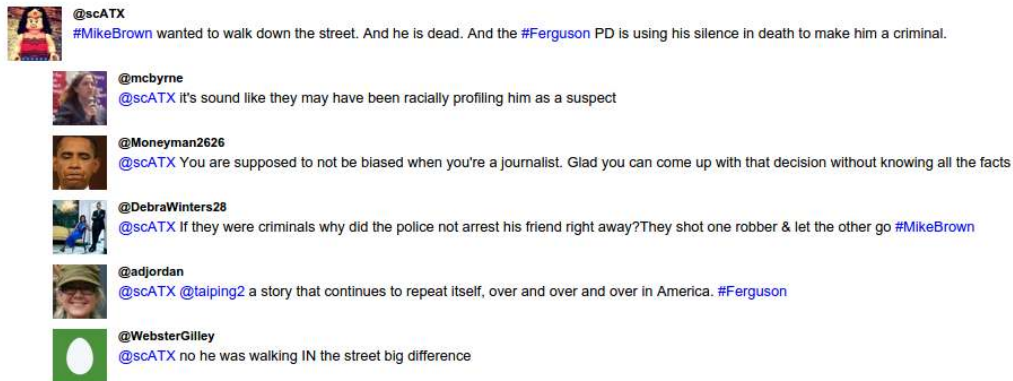 @scATX
#MikeBrown wanted to walk down the street. And he is dead. And the #Ferguson PD is using his silence in death to make him a criminal.
@mcbyrne
@scATX it's sound like they may have been racially profiling him as a suspect
@Moneyman2626
@scATX You are supposed to not be biased when you're a journalist. Glad you can come up with that decision without knowing all the facts
@DebraWinters28
@scATX If they were criminals why did the police not arrest his friend right away?They shot one robber & let the other go #MikeBrown
@adjordan
@scATX @taiping2 a story that continues to repeat itself, over and over and over in America. #Ferguson
@WebsterGilley
@scATX no he was walking IN the street big difference